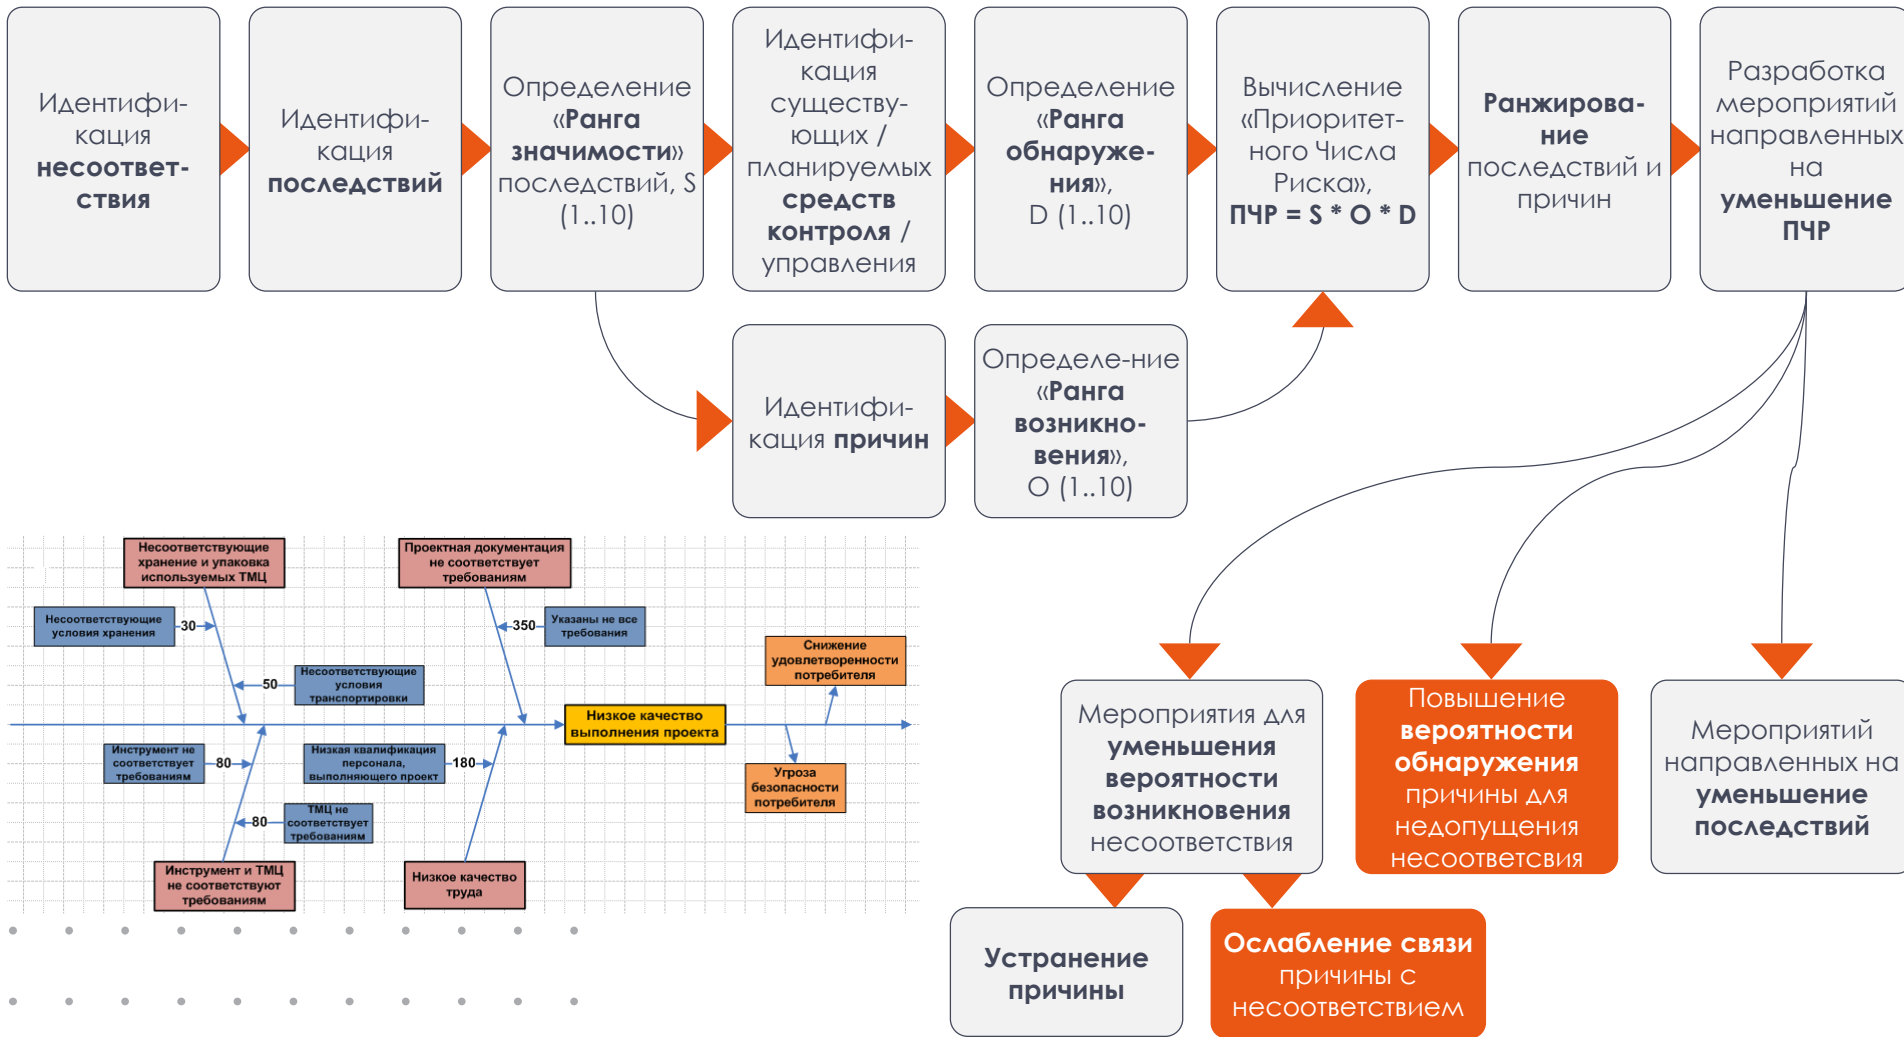 Идентифи-
кация
несоответ-
ствия
Идентифи-
кация
последствий
Определение
«Ранга
значимости»
последствий, S
(1..10)
Идентифи-
кация
существу-
ющих /
планируемых
средств
контроля /
управления
Определение
«Ранга
обнаруже-
ния»,
D (1..10)
Вычисление
«Приоритет-
ного Числа
Риска»,
ПЧР = S * O * D
Ранжирова-
ние
последствий и
причин
Разработка
мероприятий
направленных
на
уменьшение
ПЧР
Идентифи-
кация причин
Определе-ние
«Ранга
возникно-
вения»,
O (1..10)
Несоответствующие
хранение и упаковка
используемых ТМЦ
Проектная документация
не соответствует
требованиям
Несоответствующие
условия хранения
30
350
Указаны не все
требования
Несоответствующие
условия
транспортировки
50
Снижение
удовлетворенности
потребителя
Низкое качество
выполнения проекта
Инструмент не
соответствует
требованиям
80
Низкая квалификация
персонала,
выполняющего проект
180
Угроза
безопасности
потребителя
80
ТМЦ не
соответствует
требованиям
Инструмент и ТМЦ
не соответствуют
требованиям
Низкое качество
труда
Мероприятия для
уменьшения
вероятности
возникновения
несоответствия
Повышение
вероятности
обнаружения
причины для
недопущения
несоответсвия
Мероприятий
направленных на
уменьшение
последствий
Устранение
причины
Ослабление связи
причины с
несоответствием